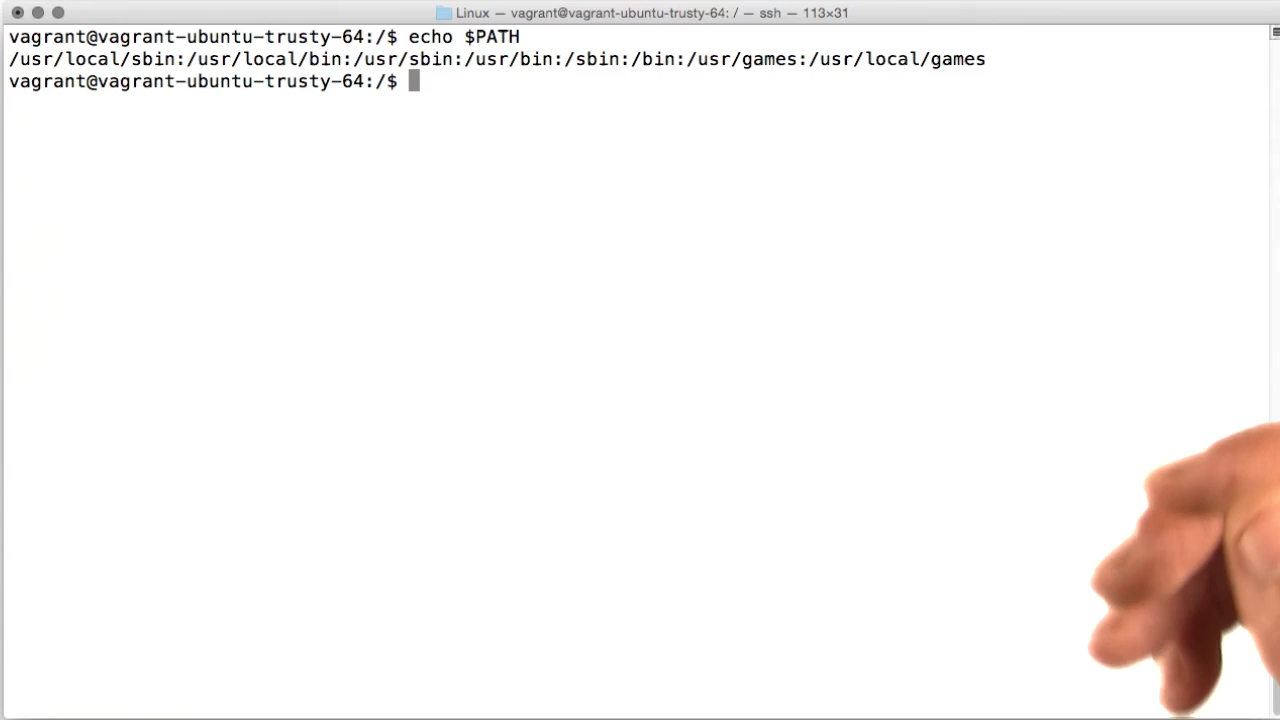 Linux — vagrant@vagrant-ubuntu-trusty-64: / — ssh — 113×31
vagrant@vagrant-ubuntu-trusty-64:/$ echo $PATH
/usr/local/sbin:/usr/local/bin:/usr/sbin:/usr/bin:/sbin:/bin:/usr/games:/usr/local/games
vagrant@vagrant-ubuntu-trusty-64:/$